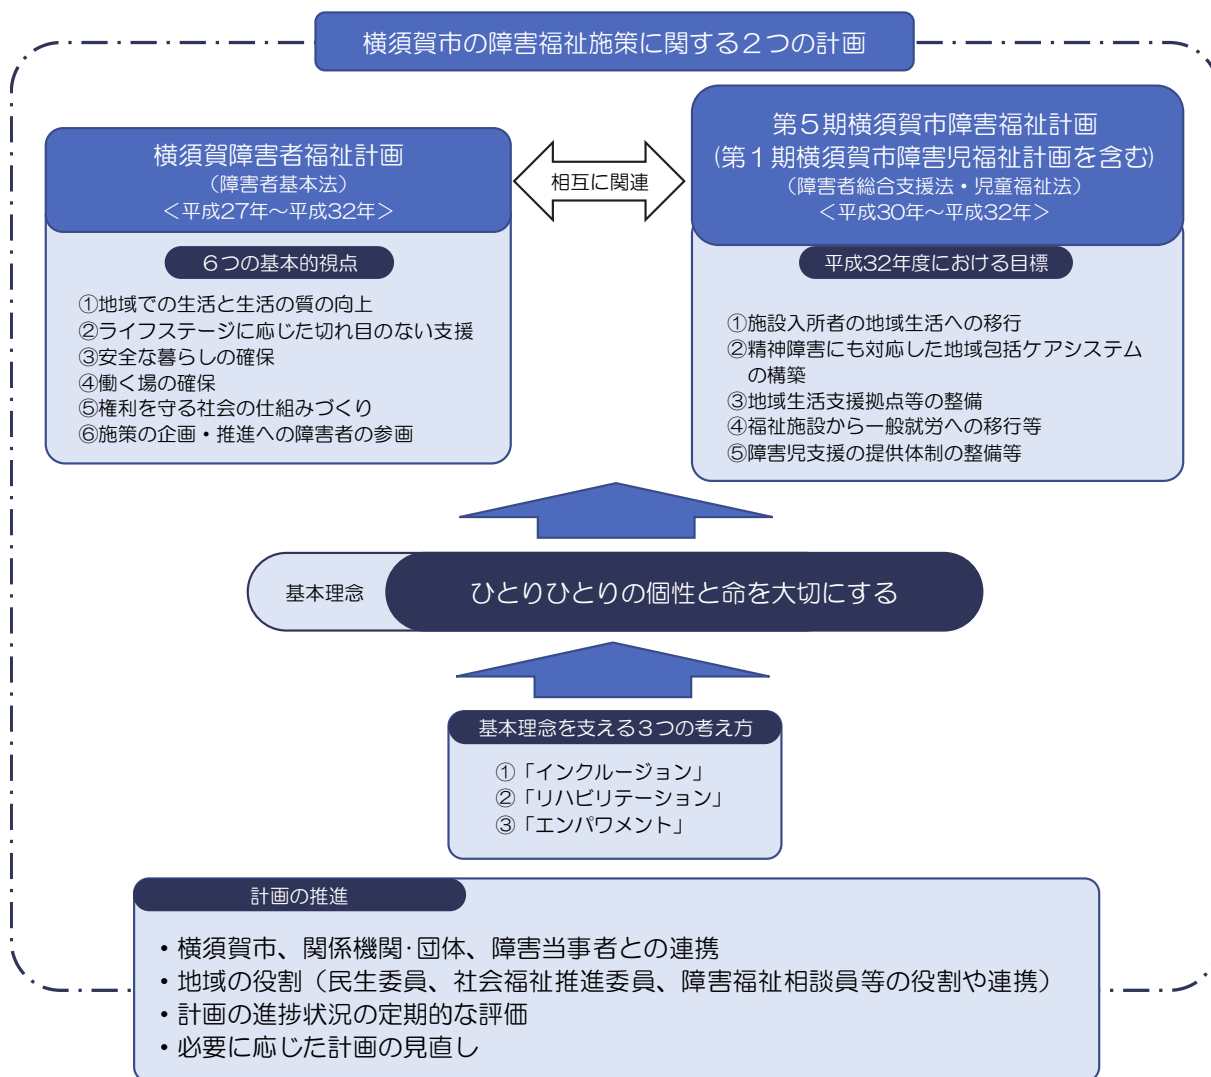 横須賀市の障害福祉施策に関する２つの計画
横須賀障害者福祉計画
（障害者基本法）
＜平成27年～平成32年＞
６つの基本的視点
①地域での生活と生活の質の向上
②ライフステージに応じた切れ目のない支援
③安全な暮らしの確保
④働く場の確保
⑤権利を守る社会の仕組みづくり
⑥施策の企画・推進への障害者の参画
相互に関連
第５期横須賀市障害福祉計画
(第１期横須賀市障害児福祉計画を含む)
（障害者総合支援法・児童福祉法）
＜平成30年～平成32年＞
平成32年度における目標
①施設入所者の地域生活への移行
②精神障害にも対応した地域包括ケアシステム
の構築
③地域生活支援拠点等の整備
④福祉施設から一般就労への移行等
⑤障害児支援の提供体制の整備等
基本理念
ひとりひとりの個性と命を大切にする
基本理念を支える３つの考え方
①「インクルージョン」
②「リハビリテーション」
③「エンパワメント」
計画の推進
・横須賀市、関係機関･団体、障害当事者との連携
・地域の役割（民生委員、社会福祉推進委員、障害福祉相談員等の役割や連携）
・計画の進捗状況の定期的な評価
・必要に応じた計画の見直し